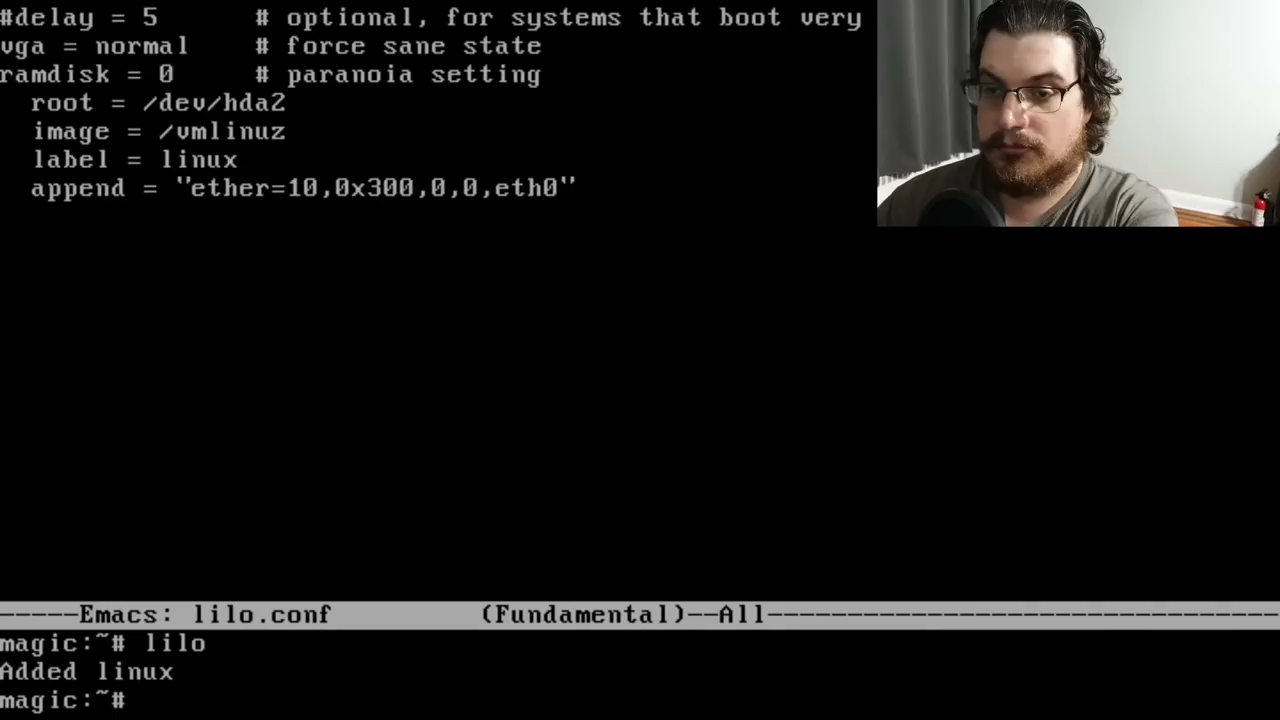 #delay = 5      # optional, for systems that boot very
vga = normal    # force sane state
ramdisk = 0     # paranoia setting
  root = /dev/hda2
  image = /vmlinuz
  label = linux
  append = "ether=10,0x300,0,0,eth0"
-----Emacs: lilo.conf          (Fundamental)--All---------------------------------
magic:~# lilo
Added linux
magic:~#